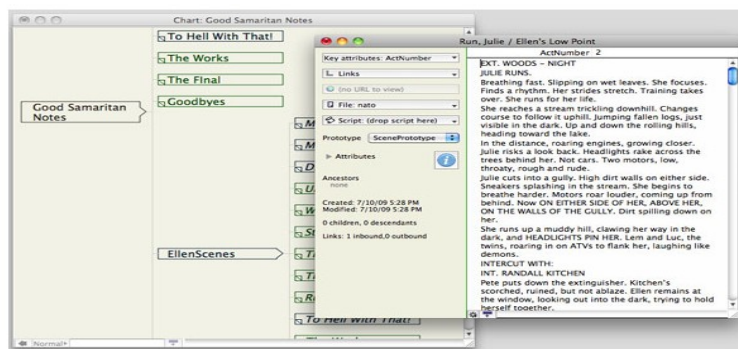 Chart: Good Samaritan Notes
To Hell With That!
The Works
The Final
Goodbyes
Good Samaritan
Notes
EllenScenes
To Hell With That!
Normal
Run, Julie / Ellen's Low Point
Key attributes: ActNumber
Links
(no URL to view)
File: nato
Script: (drop script here)
Prototype ScenePrototype
Attributes
Ancestors
none
Created: 7/10/09 5:28 PM
Modified: 7/10/09 5:28 PM
0 children, 0 descendants
Links: 1 inbound,0 outbound
ActNumber 2
EXT. WOODS - NIGHT
JULIE RUNS.
Breathing fast. Slipping on wet leaves. She focuses.
Finds a rhythm. Her strides stretch. Training takes
over. She runs for her life.
She reaches a stream trickling downhill. Changes
course to follow it uphill. Jumping fallen logs, just
visible in the dark. Up and down the rolling hills,
heading toward the lake.
In the distance, roaring engines, growing closer.
Julie risks a look back. Headlights rake across the
trees behind her. Not cars. Two motors, low,
throaty, rough and rude.
Julie cuts into a gully. High dirt walls on either side.
Sneakers splashing in the stream. She begins to
breathe harder. Motors roar louder, coming up from
behind. Now ON EITHER SIDE OF HER, ABOVE HER,
ON THE WALLS OF THE GULLY. Dirt spilling down on
her.
She runs up a muddy hill, clawing her way in the
dark, and HEADLIGHTS PIN HER. Lem and Luc, the
twins, roaring in on ATVs to flank her, laughing like
demons.
INTERCUT WITH:
INT. RANDALL KITCHEN
Pete puts down the extinguisher. Kitchen's
scorched, ruined, but not ablaze. Ellen remains at
the window, looking out into the dark, trying to hold
herself together.